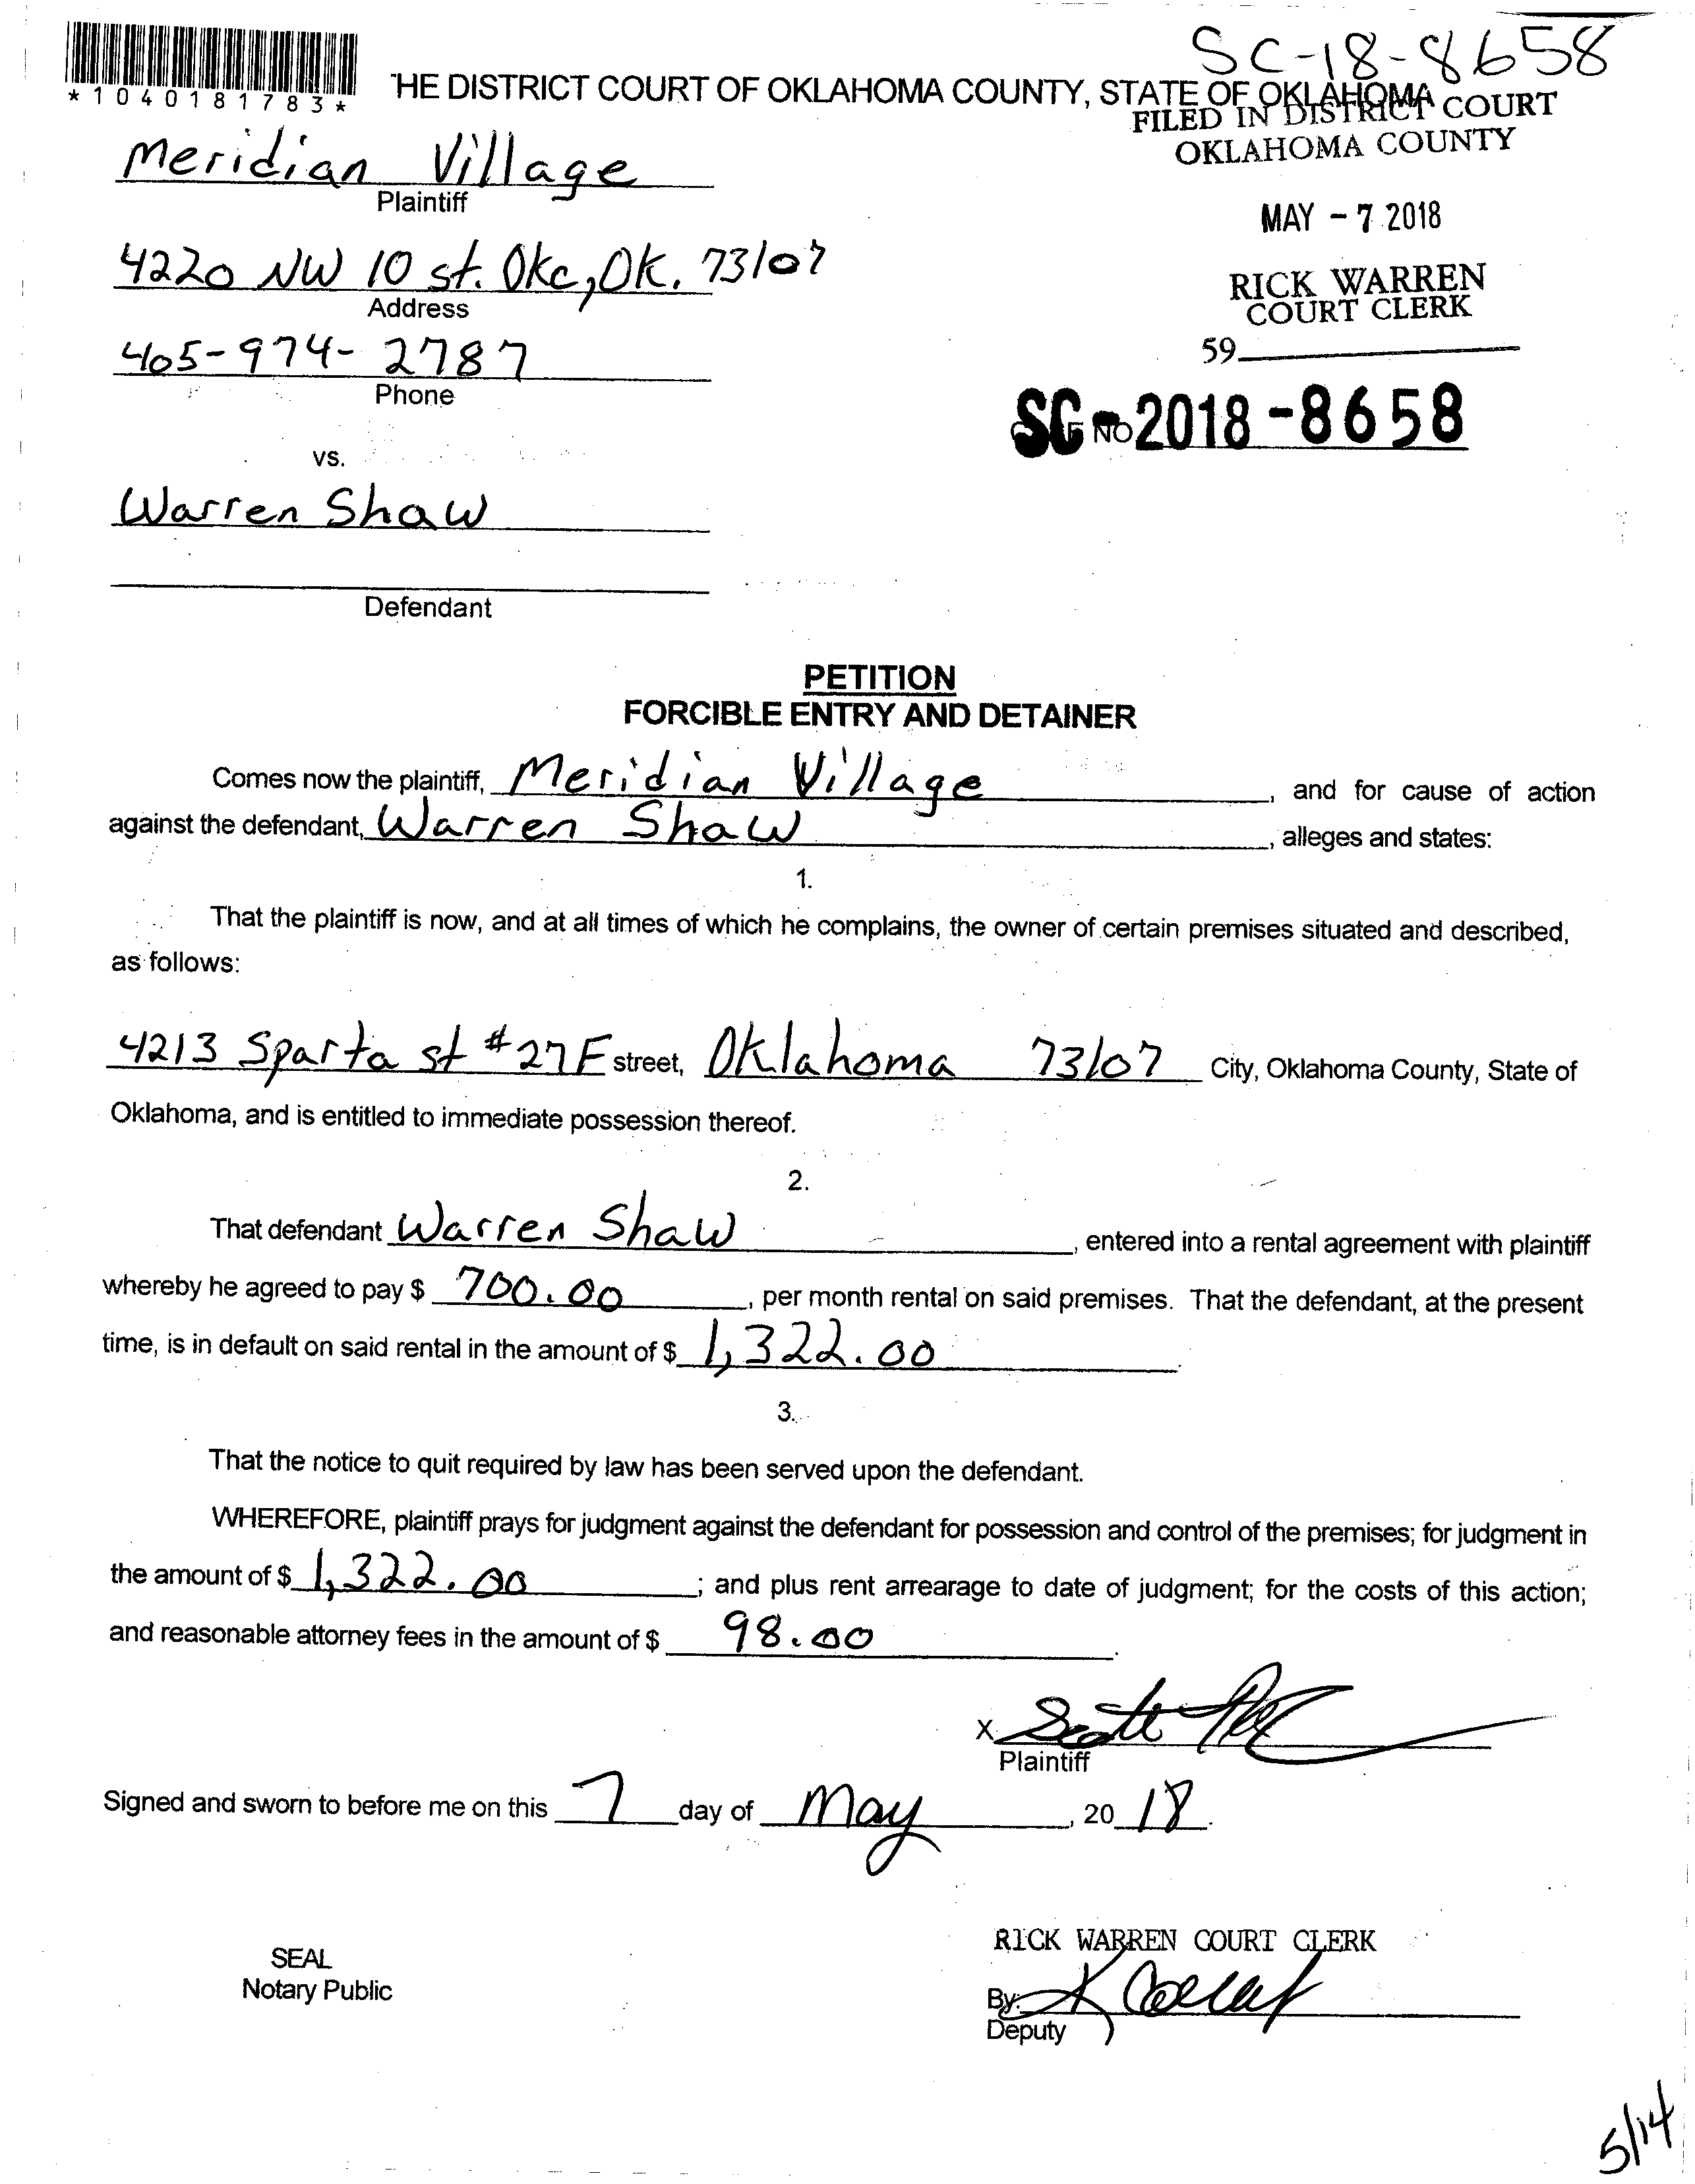 SC-18-8658
*1040181783*
THE DISTRICT COURT OF OKLAHOMA COUNTY, STATE OF OKLAHOMA
FILED IN DISTRICT COURT
OKLAHOMA COUNTY
Meridian Village
Plaintiff
MAY - 7 2018
4220 NW 10 st. Okc, OK. 73107
Address
RICK WARREN
COURT CLERK
405-974-2787
Phone
59
SC - NO 2018-8658
vs.
Warren Shaw
Defendant
PETITION
FORCIBLE ENTRY AND DETAINER
Comes now the plaintiff, Meridian Village, and for cause of action
against the defendant, Warren Shaw, alleges and states:
1.
That the plaintiff is now, and at all times of which he complains, the owner of certain premises situated and described,
as follows:
4213 Sparta st #27F street, Oklahoma 73107 City, Oklahoma County, State of
Oklahoma, and is entitled to immediate possession thereof.
2.
That defendant Warren Shaw, entered into a rental agreement with plaintiff
whereby he agreed to pay $ 700.00, per month rental on said premises. That the defendant, at the present
time, is in default on said rental in the amount of $ 1,322.00.
3.
That the notice to quit required by law has been served upon the defendant.
WHEREFORE, plaintiff prays for judgment against the defendant for possession and control of the premises; for judgment in
the amount of $ 1,322.00; and plus rent arrearage to date of judgment; for the costs of this action;
and reasonable attorney fees in the amount of $ 98.00.
X
Plaintiff
Signed and sworn to before me on this 7 day of May, 2018.
RICK WARREN COURT CLERK
SEAL
Notary Public
By:
Deputy
5/14